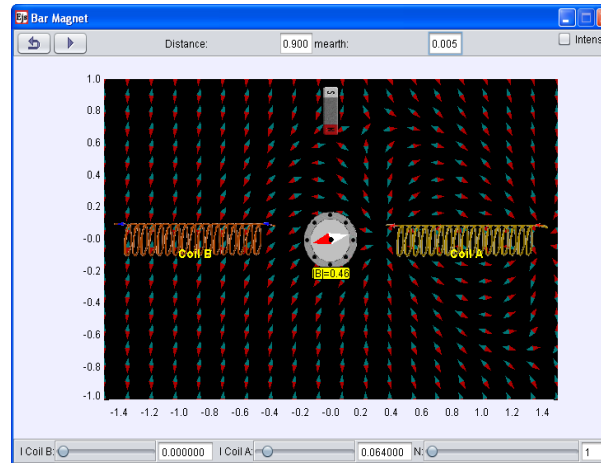 Bar Magnet
Distance: 0.900 mearth: 0.005 Intens
1.0
0.8
0.6
0.4
0.2
-0.0
-0.2
-0.4
-0.6
-0.8
-1.0
S
Coil B
Coil A
|B|=0.46
-1.4 -1.2 -1.0 -0.8 -0.6 -0.4 -0.2 -0.0 0.2 0.4 0.6 0.8 1.0 1.2 1.4
I Coil B: 0.000000 I Coil A: 0.064000 N: 1